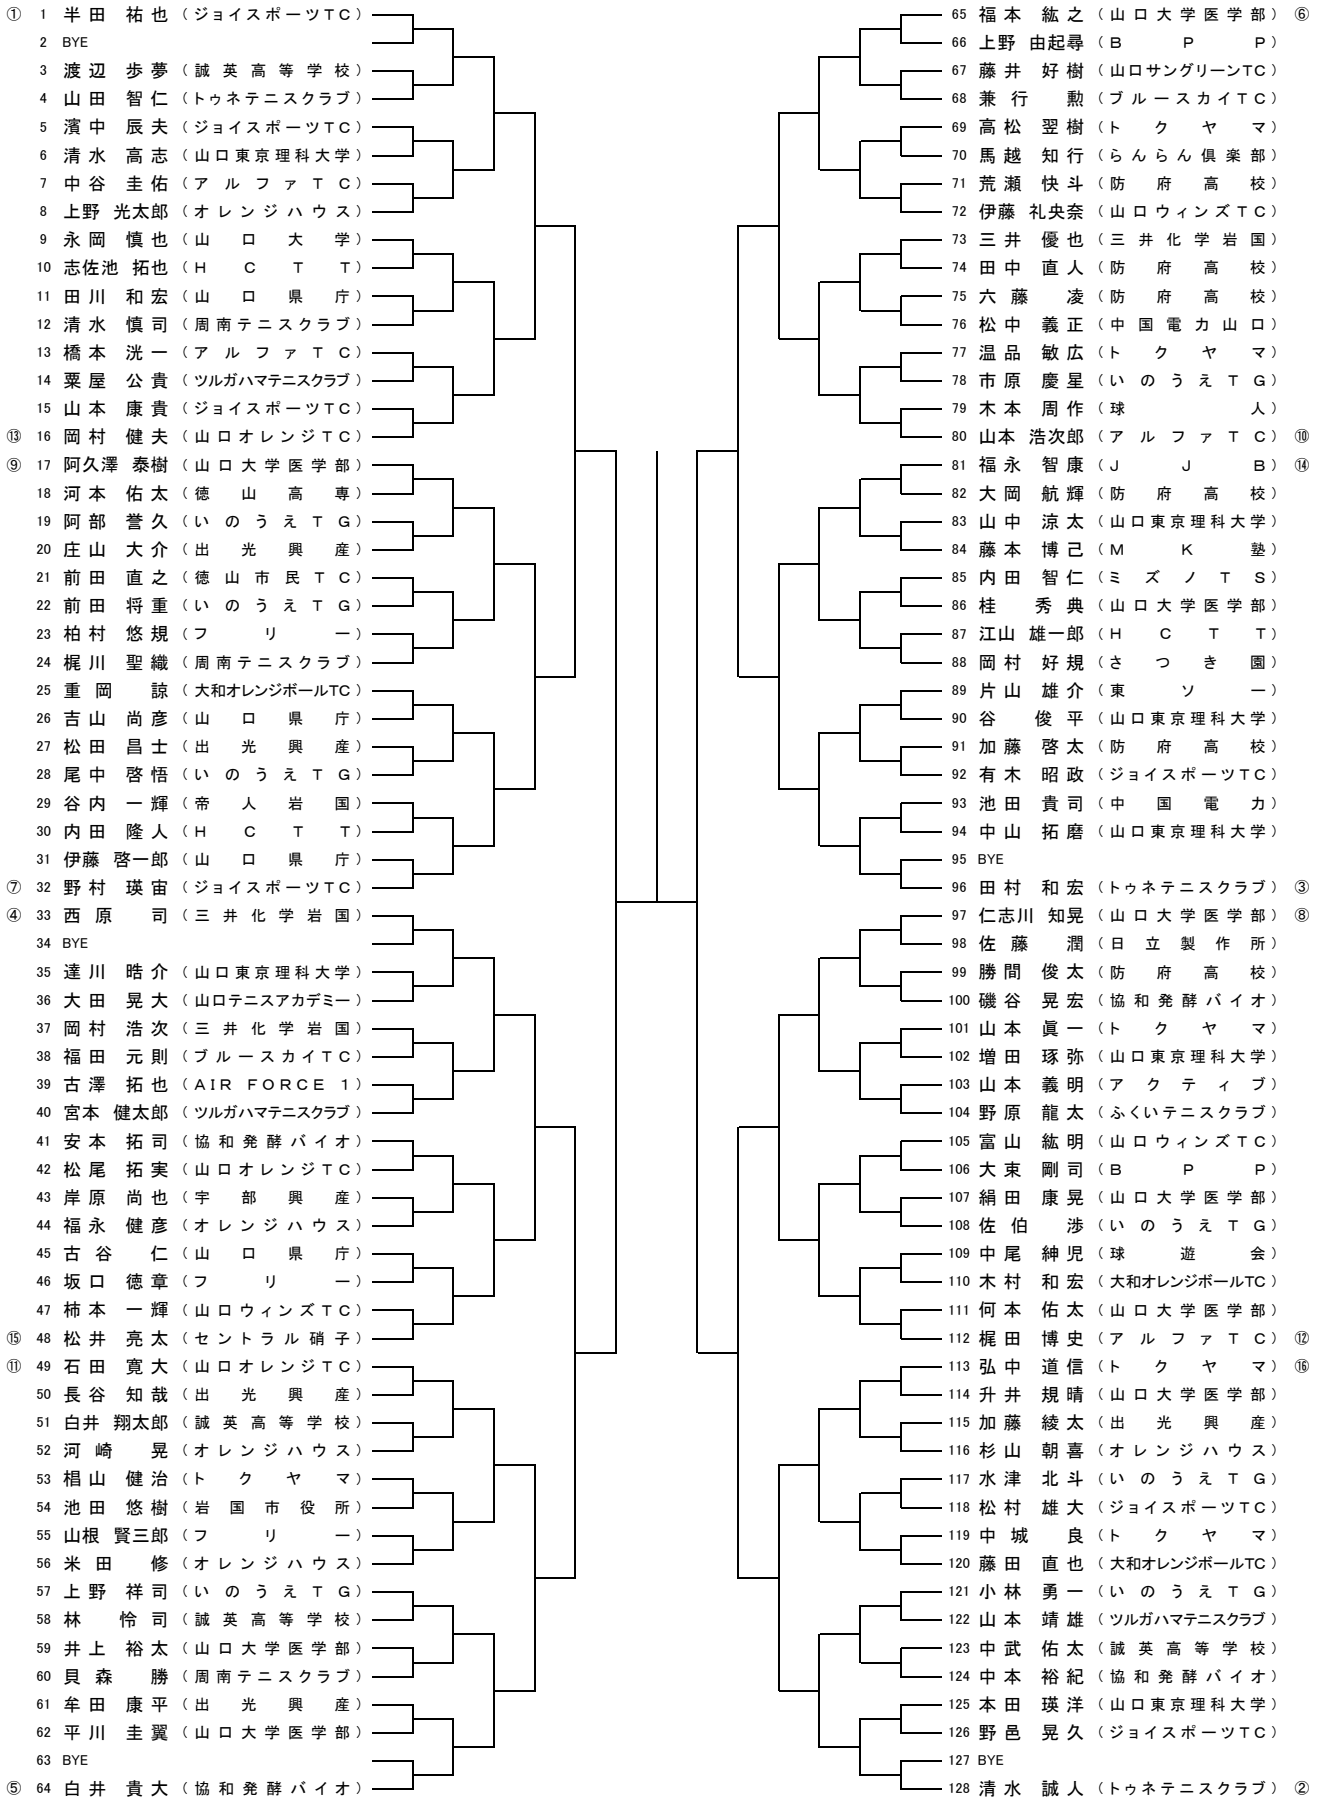 ① 1 半田 祐也 (ジョイスポーツTC)
2 BYE
3 渡辺 歩夢 (誠英高等学校)
4 山田 智仁 (トゥネテニスクラブ)
5 濱中 辰夫 (ジョイスポーツTC)
6 清水 高志 (山口東京理科大学)
7 中谷 圭佑 (アルファTC)
8 上野 光太郎 (オレンジハウス)
9 永岡 慎也 (山口大学)
10 志佐池 拓也 (HCTT)
11 田川 和宏 (山口県庁)
12 清水 慎司 (周南テニスクラブ)
13 橋本 洸一 (アルファTC)
14 粟屋 公貴 (ツルガハマテニスクラブ)
15 山本 康貴 (ジョイスポーツTC)
⑬ 16 岡村 健夫 (山口オレンジTC)
⑨ 17 阿久澤 泰樹 (山口大学医学部)
18 河本 佑太 (徳山高専)
19 阿部 誉久 (いのうえTG)
20 庄山 大介 (出光興産)
21 前田 直之 (徳山市民TC)
22 前田 将重 (いのうえTG)
23 柏村 悠規 (フリー)
24 梶川 聖織 (周南テニスクラブ)
25 重岡 諒 (大和オレンジボールTC)
26 吉山 尚彦 (山口県庁)
27 松田 昌士 (出光興産)
28 尾中 啓悟 (いのうえTG)
29 谷内 一輝 (帝人岩国)
30 内田 隆人 (HCTT)
31 伊藤 啓一郎 (山口県庁)
⑦ 32 野村 瑛宙 (ジョイスポーツTC)
④ 33 西原 司 (三井化学岩国)
34 BYE
35 達川 晧介 (山口東京理科大学)
36 大田 晃大 (山口テニスアカデミー)
37 岡村 浩次 (三井化学岩国)
38 福田 元則 (ブルースカイTC)
39 古澤 拓也 (AIR FORCE 1)
40 宮本 健太郎 (ツルガハマテニスクラブ)
41 安本 拓司 (協和発酵バイオ)
42 松尾 拓実 (山口オレンジTC)
43 岸原 尚也 (宇部興産)
44 福永 健彦 (オレンジハウス)
45 古谷 仁 (山口県庁)
46 坂口 徳章 (フリー)
47 柿本 一輝 (山口ウィンズTC)
⑮ 48 松井 亮太 (セントラル硝子)
⑪ 49 石田 寛大 (山口オレンジTC)
50 長谷 知哉 (出光興産)
51 白井 翔太郎 (誠英高等学校)
52 河崎 晃 (オレンジハウス)
53 椙山 健治 (トクヤマ)
54 池田 悠樹 (岩国市役所)
55 山根 賢三郎 (フリー)
56 米田 修 (オレンジハウス)
57 上野 祥司 (いのうえTG)
58 林 怜司 (誠英高等学校)
59 井上 裕太 (山口大学医学部)
60 貝森 勝 (周南テニスクラブ)
61 牟田 康平 (出光興産)
62 平川 圭翼 (山口大学医学部)
63 BYE
⑤ 64 白井 貴大 (協和発酵バイオ)
65 福本 紘之 (山口大学医学部) ⑥
66 上野 由起尋 (BPP)
67 藤井 好樹 (山口サングリーンTC)
68 兼行 勲 (ブルースカイTC)
69 高松 翌樹 (トクヤマ)
70 馬越 知行 (らんらん倶楽部)
71 荒瀬 快斗 (防府高校)
72 伊藤 礼央奈 (山口ウィンズTC)
73 三井 優也 (三井化学岩国)
74 田中 直人 (防府高校)
75 六藤 凌 (防府高校)
76 松中 義正 (中国電力山口)
77 温品 敏広 (トクヤマ)
78 市原 慶星 (いのうえTG)
79 木本 周作 (球人)
80 山本 浩次郎 (アルファTC) ⑩
81 福永 智康 (JJB) ⑭
82 大岡 航輝 (防府高校)
83 山中 涼太 (山口東京理科大学)
84 藤本 博己 (MK塾)
85 内田 智仁 (ミズノTS)
86 桂 秀典 (山口大学医学部)
87 江山 雄一郎 (HCTT)
88 岡村 好規 (さつき園)
89 片山 雄介 (東ソー)
90 谷 俊平 (山口東京理科大学)
91 加藤 啓太 (防府高校)
92 有木 昭政 (ジョイスポーツTC)
93 池田 貴司 (中国電力)
94 中山 拓磨 (山口東京理科大学)
95 BYE
96 田村 和宏 (トゥネテニスクラブ) ③
97 仁志川 知晃 (山口大学医学部) ⑧
98 佐藤 潤 (日立製作所)
99 勝間 俊太 (防府高校)
100 磯谷 晃宏 (協和発酵バイオ)
101 山本 眞一 (トクヤマ)
102 増田 琢弥 (山口東京理科大学)
103 山本 義明 (アクティブ)
104 野原 龍太 (ふくいテニスクラブ)
105 富山 紘明 (山口ウィンズTC)
106 大東 剛司 (BPP)
107 絹田 康晃 (山口大学医学部)
108 佐伯 渉 (いのうえTG)
109 中尾 紳児 (球遊会)
110 木村 和宏 (大和オレンジボールTC)
111 何本 佑太 (山口大学医学部)
112 梶田 博史 (アルファTC) ⑫
113 弘中 道信 (トクヤマ) ⑯
114 升井 規晴 (山口大学医学部)
115 加藤 綾太 (出光興産)
116 杉山 朝喜 (オレンジハウス)
117 水津 北斗 (いのうえTG)
118 松村 雄大 (ジョイスポーツTC)
119 中城 良 (トクヤマ)
120 藤田 直也 (大和オレンジボールTC)
121 小林 勇一 (いのうえTG)
122 山本 靖雄 (ツルガハマテニスクラブ)
123 中武 佑太 (誠英高等学校)
124 中本 裕紀 (協和発酵バイオ)
125 本田 瑛洋 (山口東京理科大学)
126 野邑 晃久 (ジョイスポーツTC)
127 BYE
128 清水 誠人 (トゥネテニスクラブ) ②